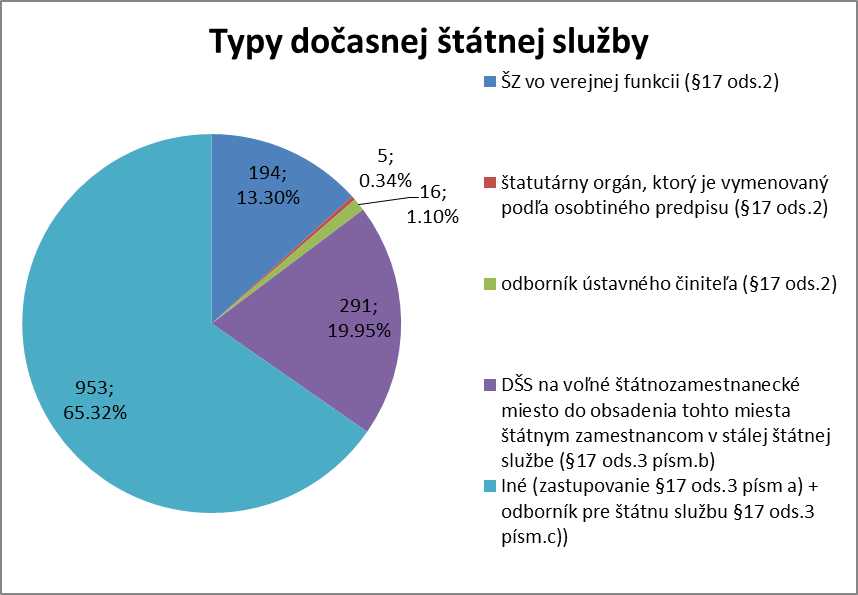 Typy dočasnej štátnej služby
194;
13.30%
5;
0.34%
16;
1.10%
291;
19.95%
953;
65.32%
ŠZ vo verejnej funkcii (§17 ods.2)
štatutárny orgán, ktorý je vymenovaný
podľa osobtiného predpisu (§17 ods.2)
odborník ústavného činiteľa (§17 ods.2)
DŠS na voľné štátnozamestnanecké
miesto do obsadenia tohto miesta
štátnym zamestnancom v stálej štátnej
službe (§17 ods.3 písm.b)
Iné (zastupovanie §17 ods.3 písm a) +
odborník pre štátnu službu §17 ods.3
písm.c))